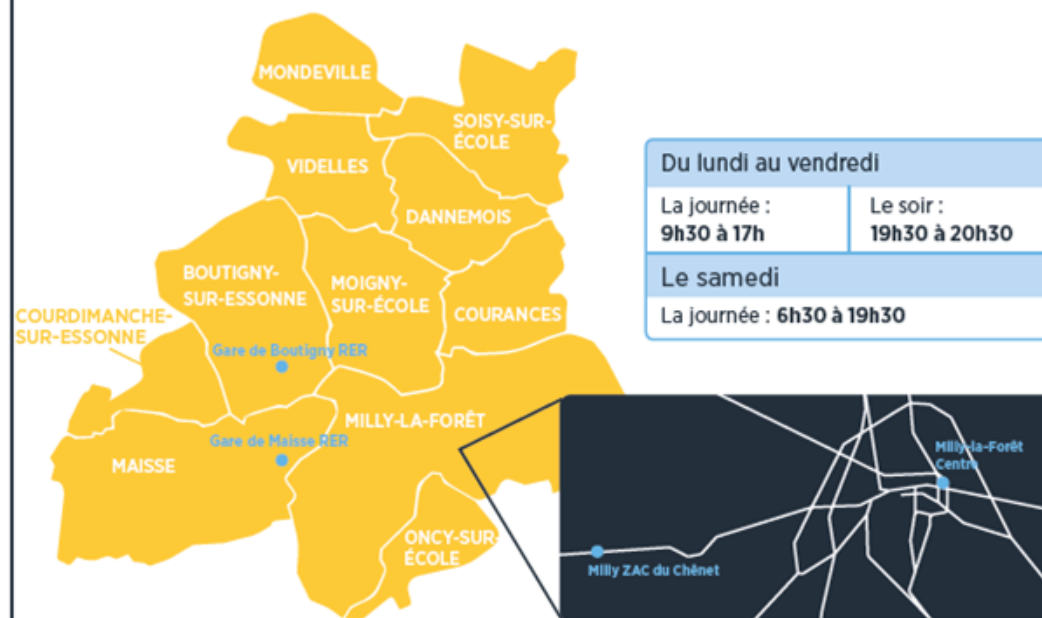 MONDEVILLE
SOISY-SUR-
ÉCOLE
VIDELLES
DANNEMOIS
BOUTIGNY-
SUR-ESSONNE
MOIGNY-
SUR-ÉCOLE
COURANCES
COURDIMANCHE-
SUR-ESSONNE
Gare de Boutigny RER
MILLY-LA-FORÊT
Gare de Maisse RER
MAISSE
ONCY-SUR-
ÉCOLE
Du lundi au vendredi
La journée :
9h30 à 17h
Le soir :
19h30 à 20h30
Le samedi
La journée : 6h30 à 19h30
Milly-la-Forêt
Centre
Milly ZAC du Chênet